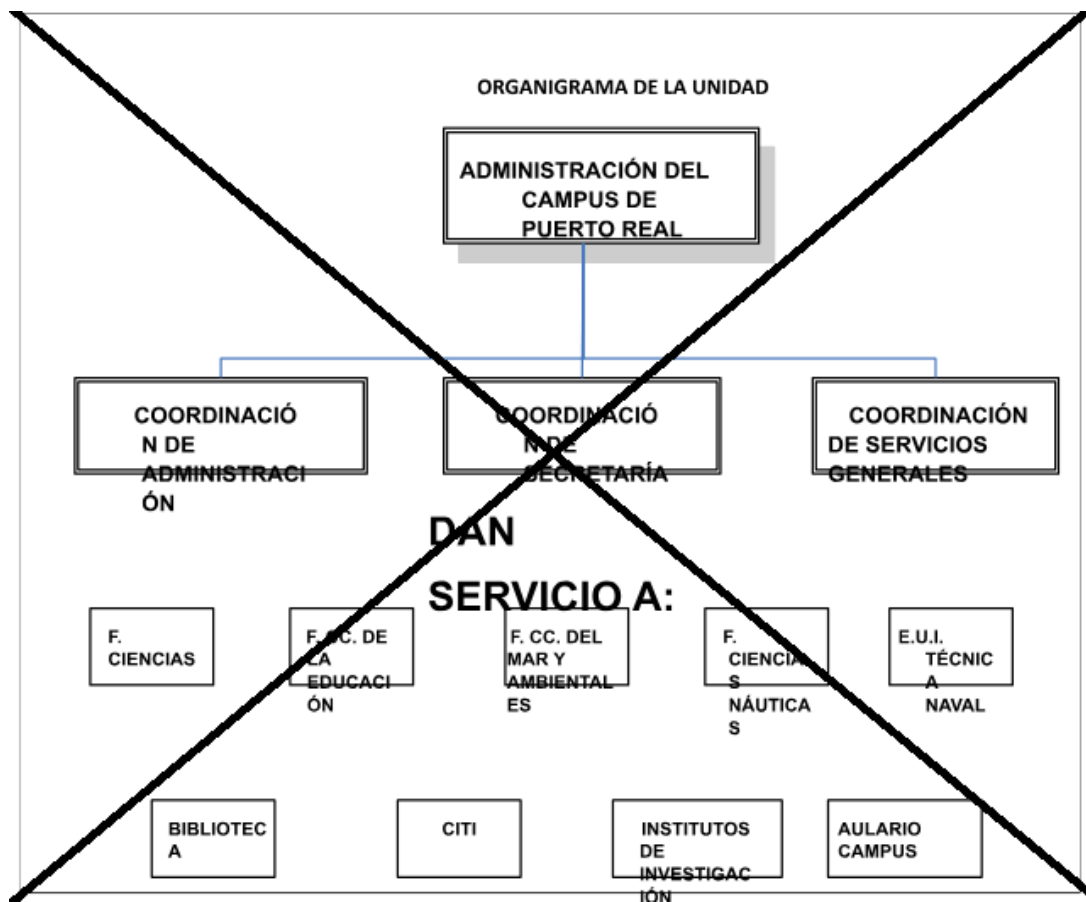 ORGANIGRAMA DE LA UNIDAD
ADMINISTRACIÓN DEL
CAMPUS DE
PUERTO REAL
COORDINACIÓ
N DE
ADMINISTRACI
ÓN
COORDINACIÓ
N DE
SECRETARÍA
COORDINACIÓN
DE SERVICIOS
GENERALES
DAN
SERVICIO A:
F.
CIENCIAS
F. CC. DE
LA
EDUCACI
ÓN
F. CC. DEL
MAR Y
AMBIENTAL
ES
F.
CIENCIA
S
NÁUTICA
S
E.U.I.
TÉCNIC
A
NAVAL
BIBLIOTEC
A
CITI
INSTITUTOS
DE
INVESTIGAC
IÓN
AULARIO
CAMPUS